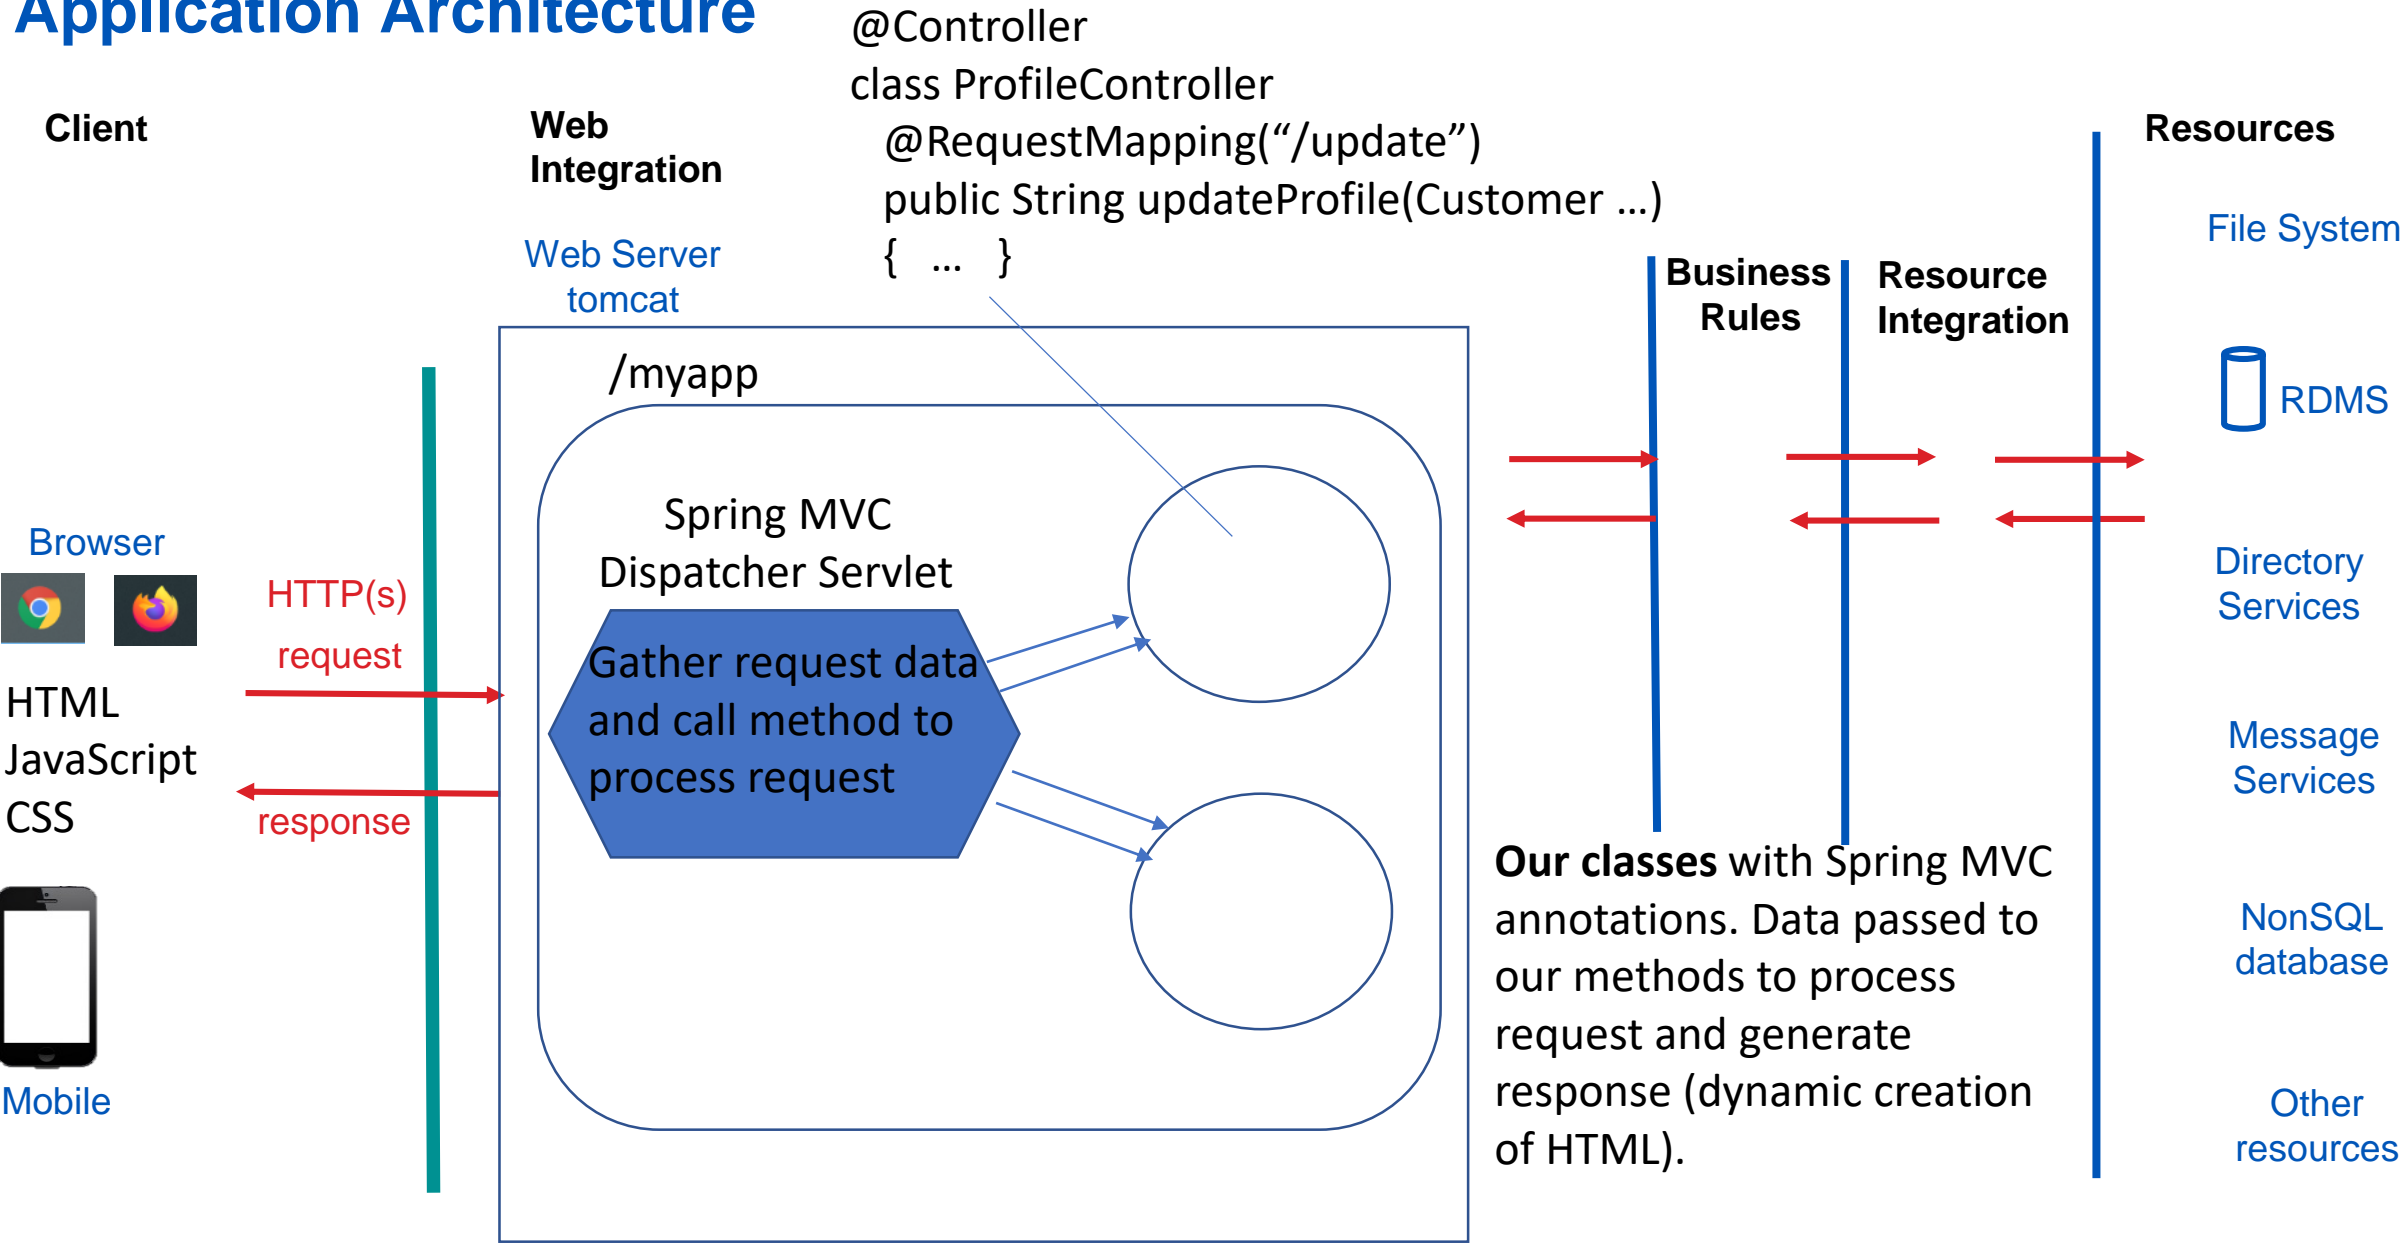 Application Architecture
@Controller
class ProfileController
@RequestMapping(“/update”)
public String updateProfile(Customer …)
{ … }
Client
Web
Integration
Web Server
tomcat
Business
Rules
Resource
Integration
Resources
File System
RDMS
Directory
Services
Message
Services
NonSQL
database
Other
resources
/myapp
Spring MVC
Dispatcher Servlet
Gather request data
and call method to
process request
Browser
HTTP(s)
request
HTML
JavaScript
CSS
response
Mobile
Our classes with Spring MVC
annotations. Data passed to
our methods to process
request and generate
response (dynamic creation
of HTML).